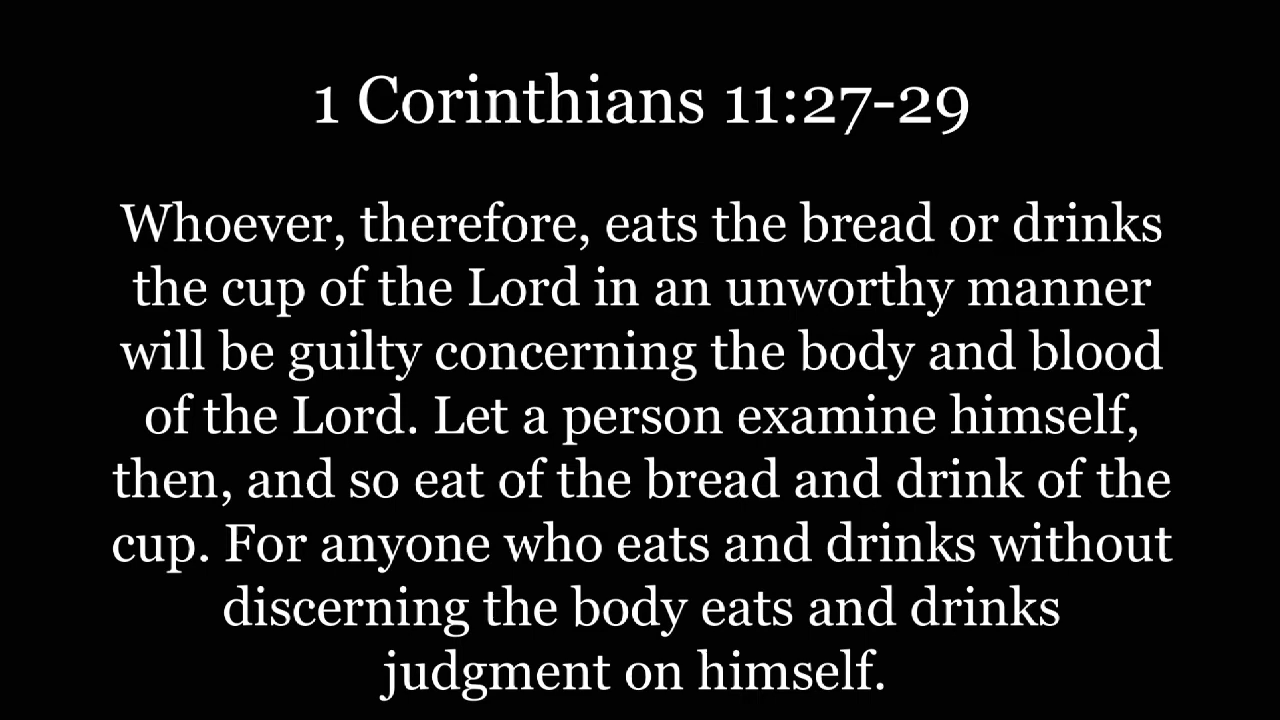 1 Corinthians 11:27-29
Whoever, therefore, eats the bread or drinks
the cup of the Lord in an unworthy manner
will be guilty concerning the body and blood
of the Lord. Let a person examine himself,
then, and so eat of the bread and drink of the
cup. For anyone who eats and drinks without
discerning the body eats and drinks
judgment on himself.